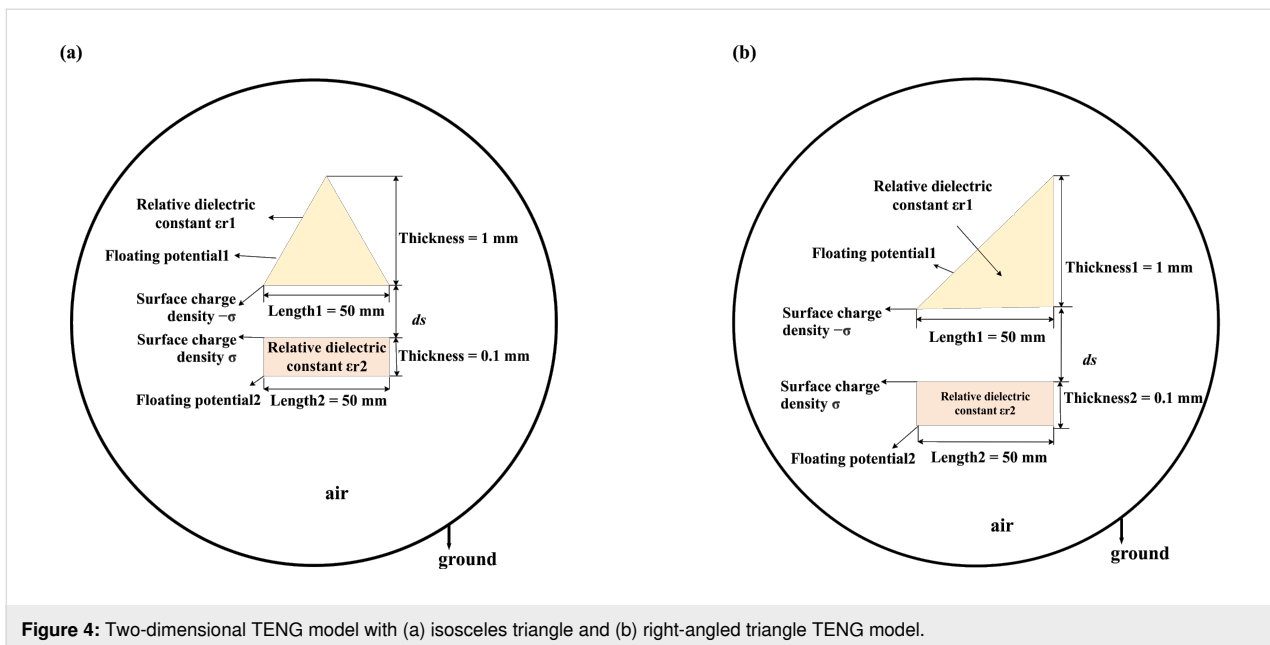 (a)
Relative dielectric
constant εr1
Floating potential1
Thickness = 1 mm
Surface charge
density −σ
Length1 = 50 mm
ds
Surface charge
density σ
Relative dielectric
constant εr2
Thickness = 0.1 mm
Floating potential2
Length2 = 50 mm
air
ground
(b)
Relative dielectric
constant εr1
Floating potential1
Thickness1 = 1 mm
Surface charge
density −σ
Length1 = 50 mm
ds
Surface charge
density σ
Relative dielectric
constant εr2
Thickness2 = 0.1 mm
Floating potential2
Length2 = 50 mm
air
ground
Figure 4: Two-dimensional TENG model with (a) isosceles triangle and (b) right-angled triangle TENG model.